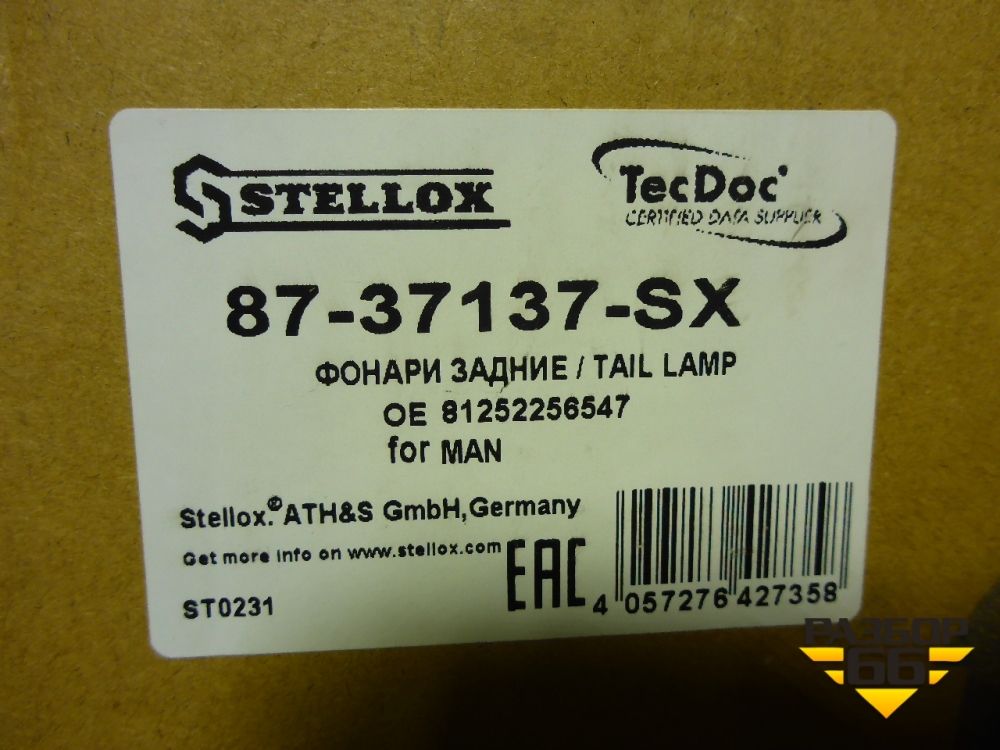 STELLOX
TecDoc
CERTIFIED DATA SUPPLIER
87-37137-SX
ФОНАРИ ЗАДНИЕ / TAIL LAMP
OE 81252256547
for MAN
Stellox.® ATH&S GmbH,Germany
Get more info on www.stellox.com
EAC
ST0231
4 057276 427358
РАЗБОР
66